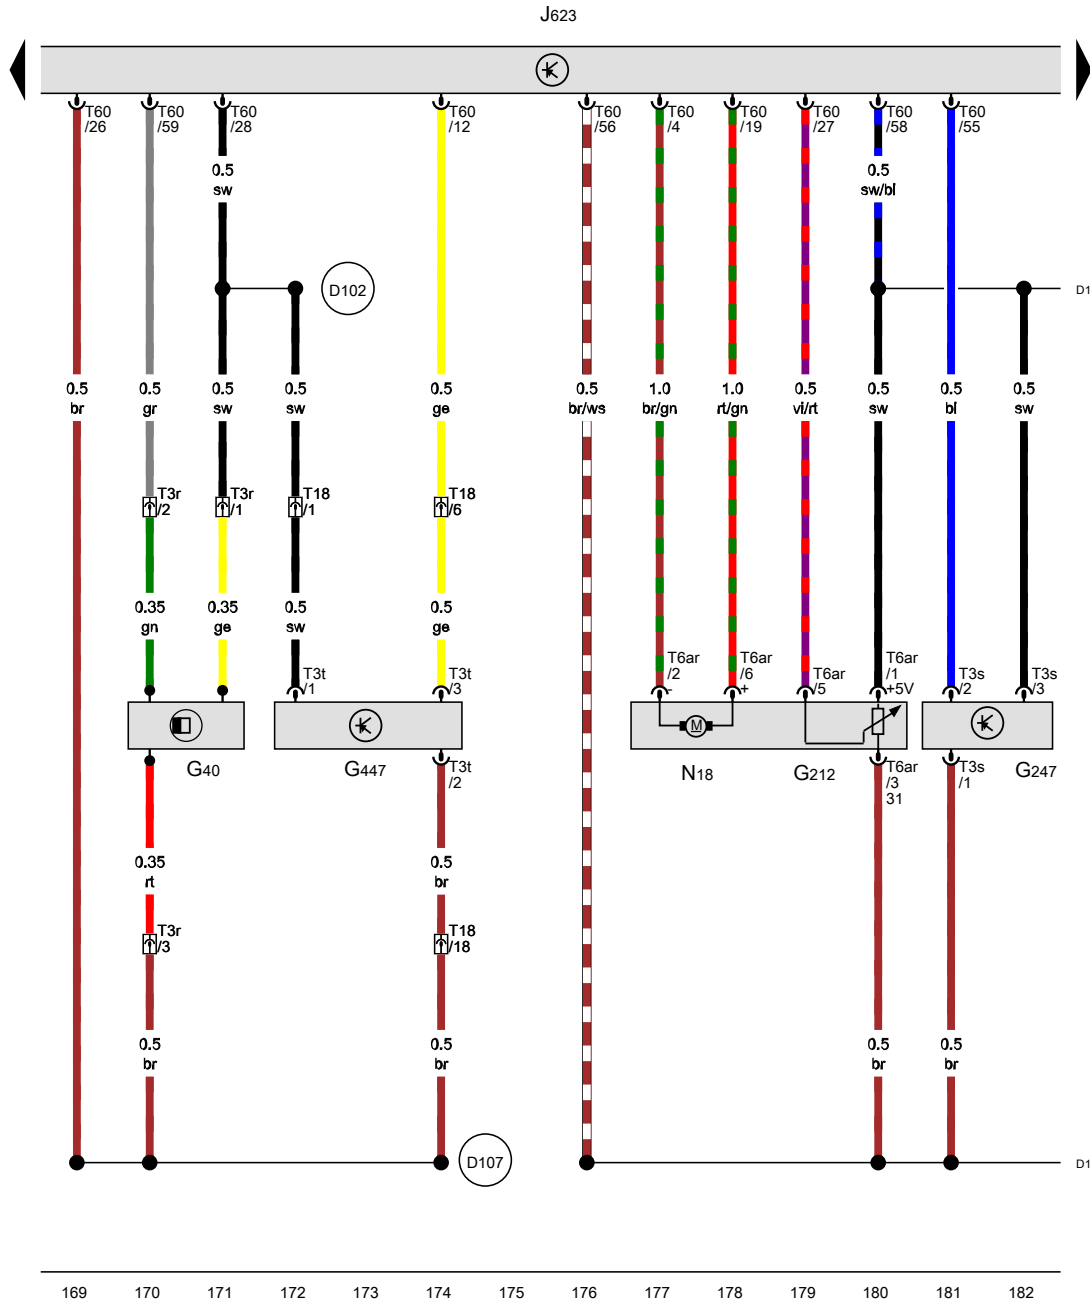 J623
T60 T60 T60 T60 T60 T60 T60 T60 T60 T60
/26 /59 /28 /12 /56 /4 /19 /27 /58 /55
0.5 0.5
sw sw/bl
D102 D1
0.5 0.5 0.5 0.5 0.5 0.5 1.0 1.0 0.5 0.5 0.5 0.5
br gr sw sw ge br/ws br/gn rt/gn vi/rt sw bl sw
T3r T3r T18 T18
/2 /1 /1 /6
0.35 0.35 0.5 0.5
gn ge sw ge
T6ar T6ar T6ar
T3t T3t /2 /6 T6ar /1 T3s T3s
/1 /3 - + /5 +5V /2 /3
M
G40 G447 T3t N18 G212 T6ar T3s G247
/2 /3 /1
31
0.35 0.5
rt br
T3r T18
/3 /18
0.5 0.5 0.5 0.5
br br br br
D107 D1
169 170 171 172 173 174 175 176 177 178 179 180 181 182